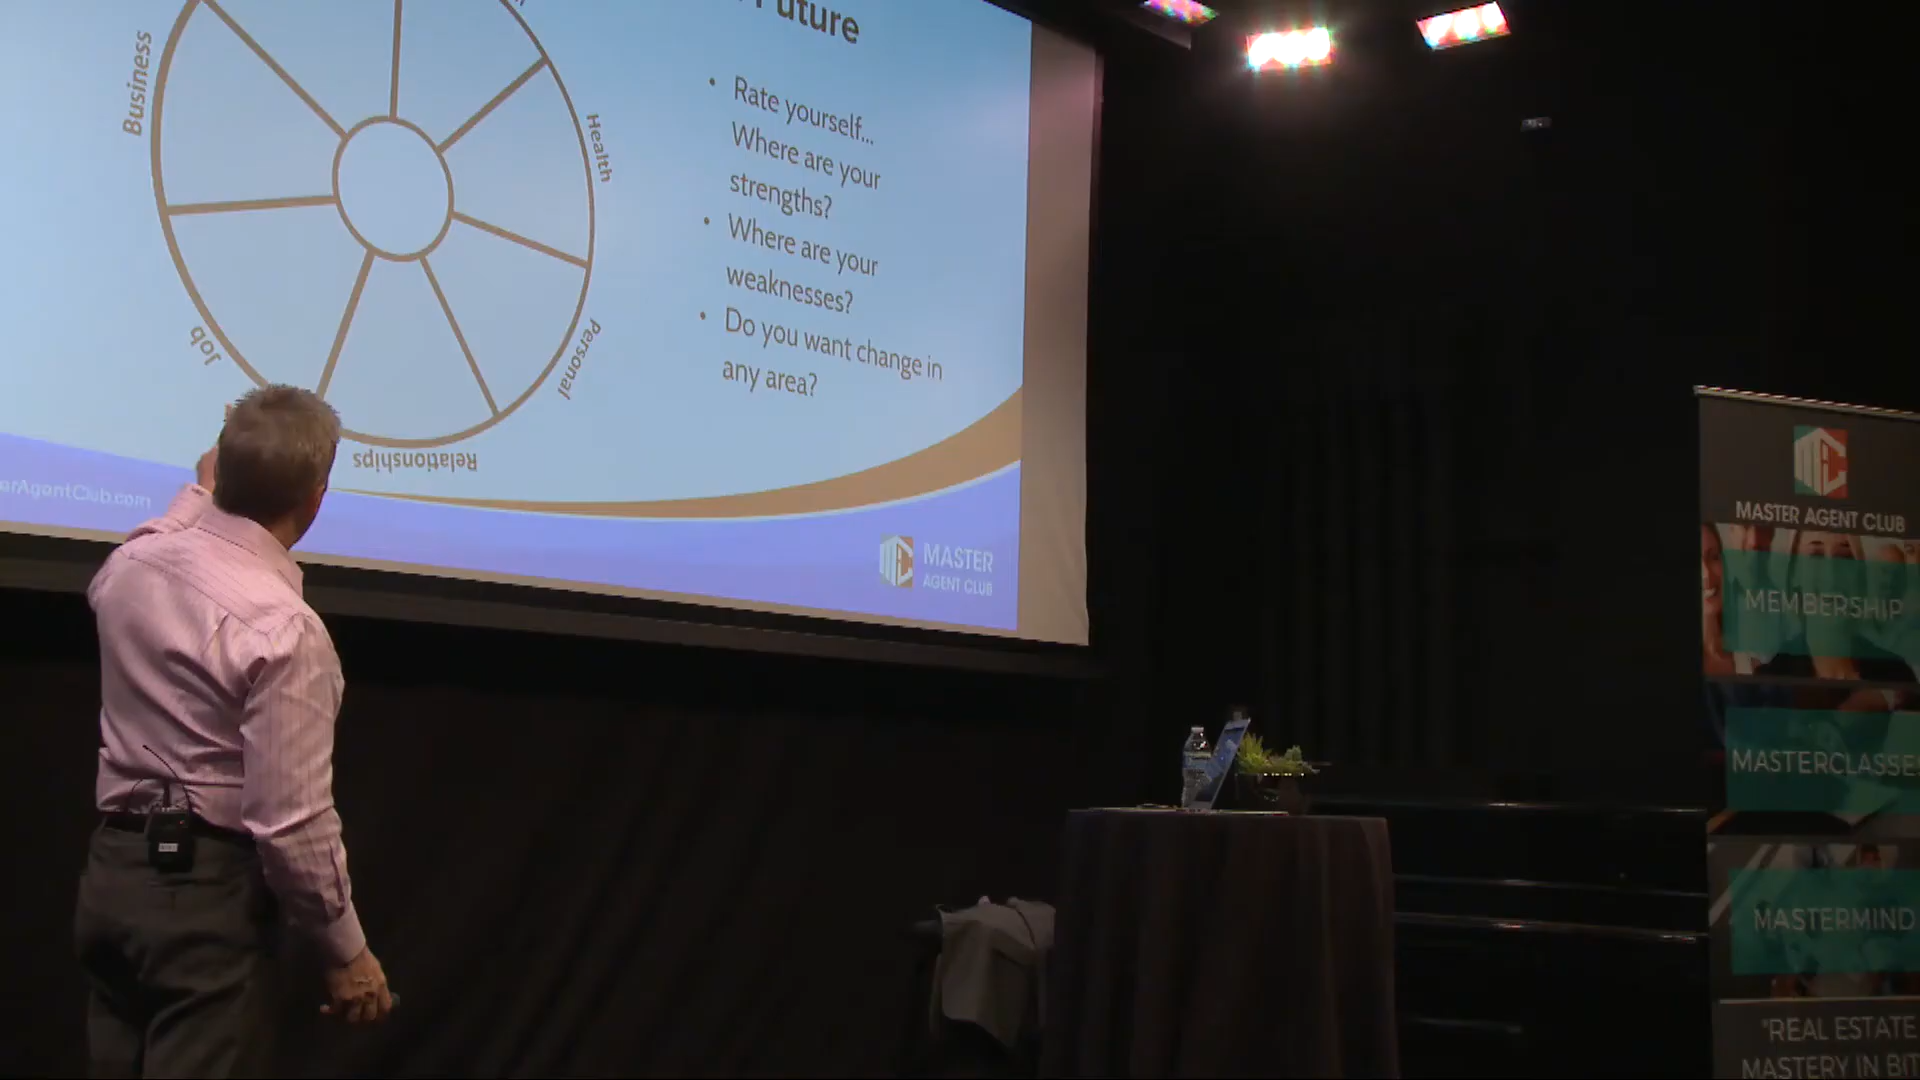 Future
Business
Health
Job
Personal
Relationships
• Rate yourself...
Where are your
strengths?
• Where are your
weaknesses?
• Do you want change in
any area?
erAgentClub.com
MASTER
AGENT CLUB
MASTER AGENT CLUB
MEMBERSHIP
MASTERCLASSE
MASTERMIND
"REAL ESTATE
MASTERY IN BIT